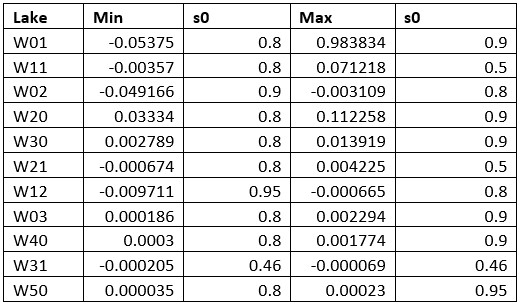 Lake Min s0 Max s0
W01 -0.05375 0.8 0.983834 0.9
W11 -0.00357 0.8 0.071218 0.5
W02 -0.049166 0.9 -0.003109 0.8
W20 0.03334 0.8 0.112258 0.9
W30 0.002789 0.8 0.013919 0.9
W21 -0.000674 0.8 0.004225 0.5
W12 -0.009711 0.95 -0.000665 0.8
W03 0.000186 0.8 0.002294 0.9
W40 0.0003 0.8 0.001774 0.9
W31 -0.000205 0.46 -0.000069 0.46
W50 0.000035 0.8 0.00023 0.95